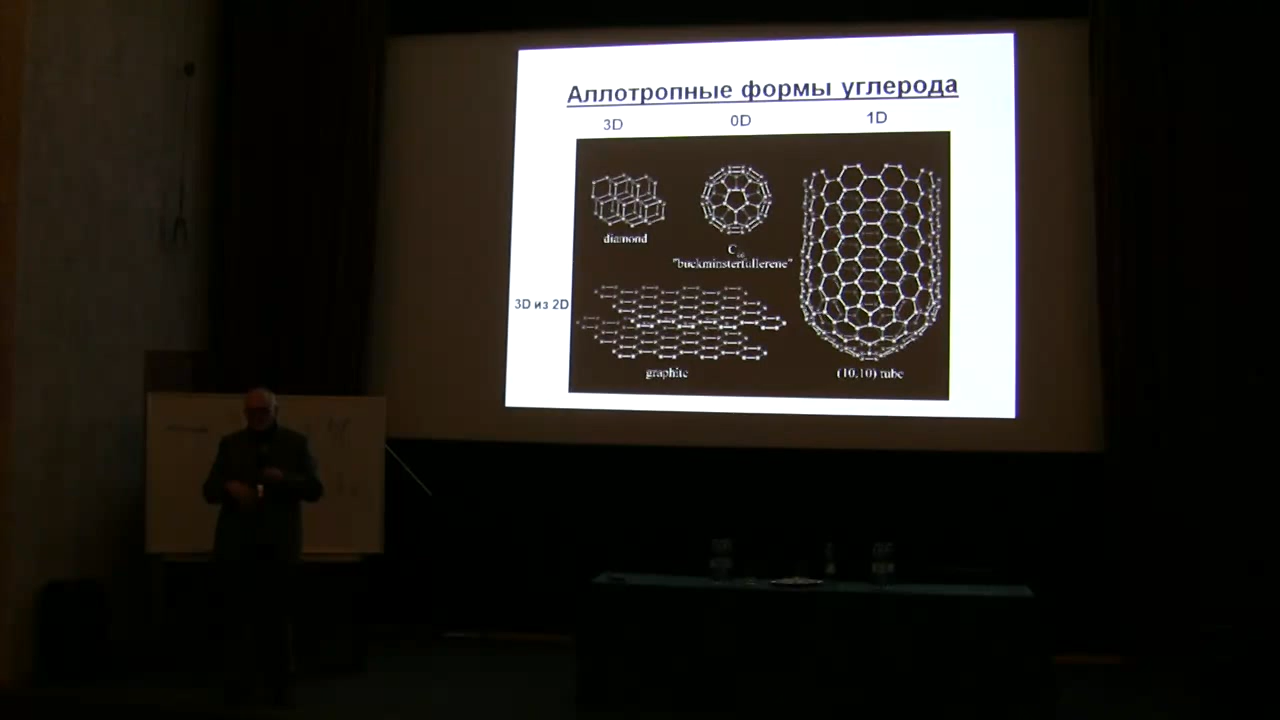 Аллотропные формы углерода
3D
0D
1D
diamond
C60
"buckminsterfullerene"
3D из 2D
graphite
(10,10) tube